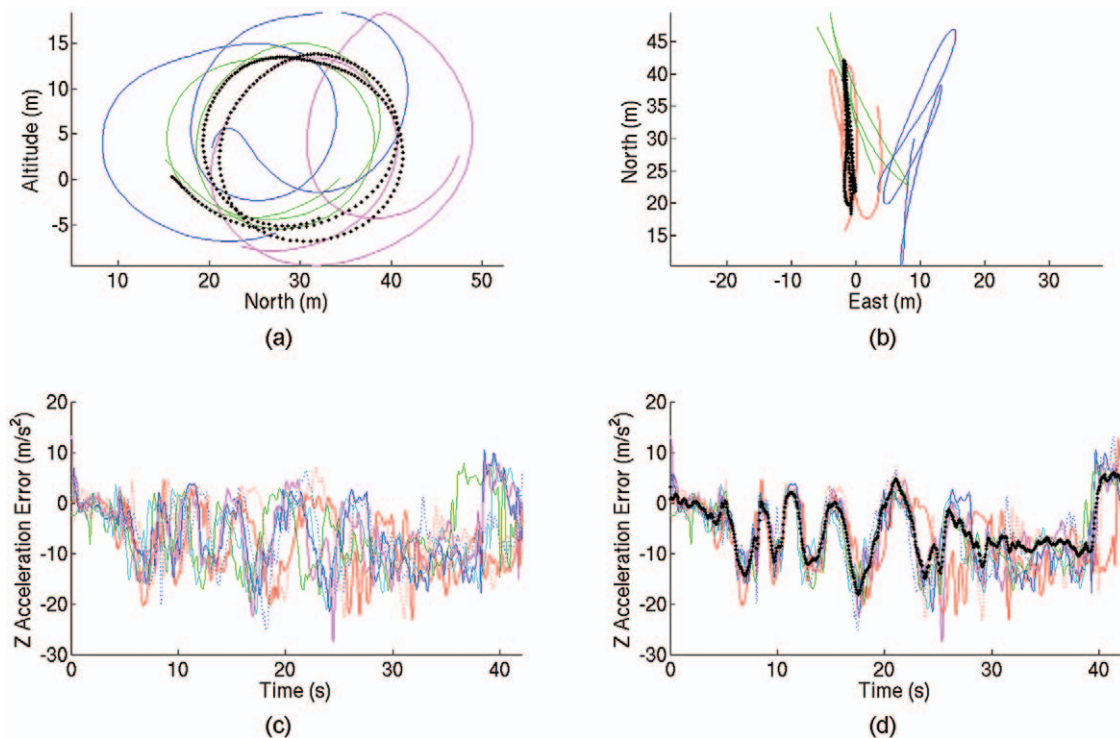 15
10
5
0
-5
Altitude (m)
10 20 30 40 50
North (m)
(a)
45
40
35
30
25
20
15
North (m)
-20 -10 0 10 20 30
East (m)
(b)
20
10
0
-10
-20
-30
Z Acceleration Error (m/s²)
0 10 20 30 40
Time (s)
(c)
20
10
0
-10
-20
-30
Z Acceleration Error (m/s²)
0 10 20 30 40
Time (s)
(d)